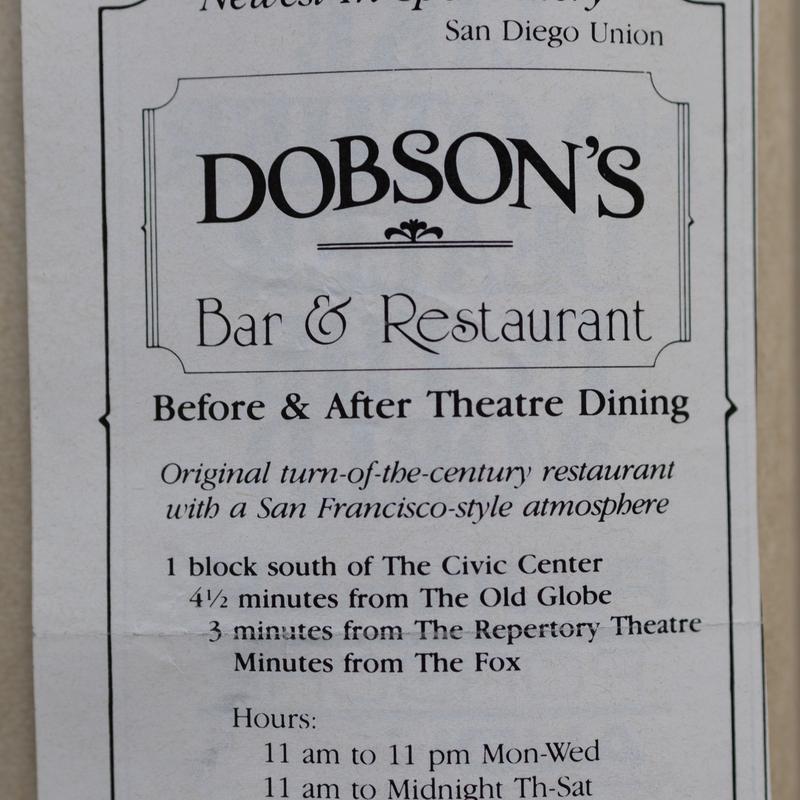 San Diego Union
DOBSON'S
Bar & Restaurant
Before & After Theatre Dining
Original turn-of-the-century restaurant
with a San Francisco-style atmosphere
1 block south of The Civic Center
4½ minutes from The Old Globe
3 minutes from The Repertory Theatre
Minutes from The Fox
Hours:
11 am to 11 pm Mon-Wed
11 am to Midnight Th-Sat